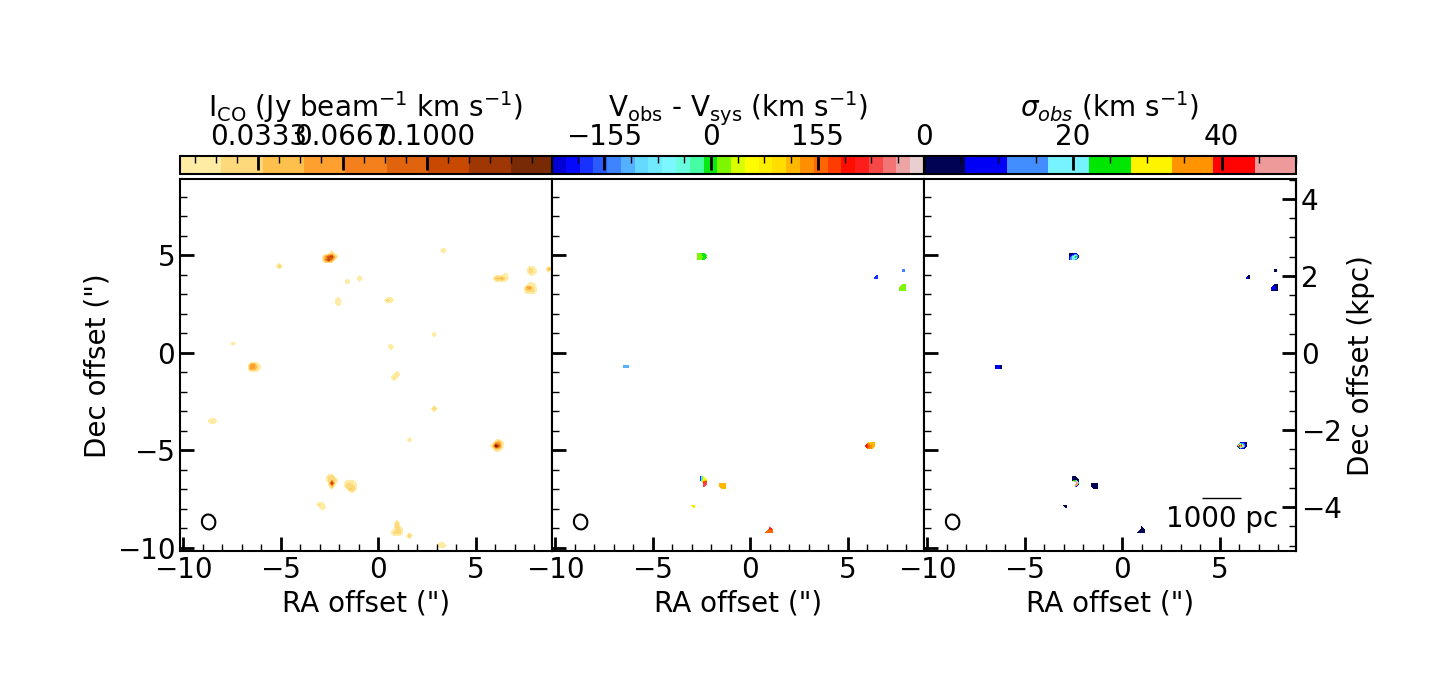 I_CO (Jy beam⁻¹ km s⁻¹) V_obs - V_sys (km s⁻¹) σ_obs (km s⁻¹)
0.0333 0.0667 0.1000 −155 0 155 0 20 40
4
5 2
Dec offset (") 0 0 Dec offset (kpc)
−5 −2
1000 pc −4
−10
−10 −5 0 5 −10 −5 0 5 −10 −5 0 5
RA offset (") RA offset (") RA offset (")